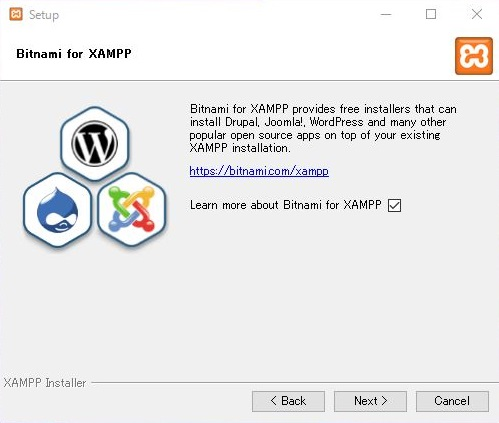 Setup
Bitnami for XAMPP
Bitnami for XAMPP provides free installers that can
install Drupal, Joomla!, WordPress and many other
popular open source apps on top of your existing
XAMPP installation.
https://bitnami.com/xampp
Learn more about Bitnami for XAMPP
XAMPP Installer
< Back
Next >
Cancel